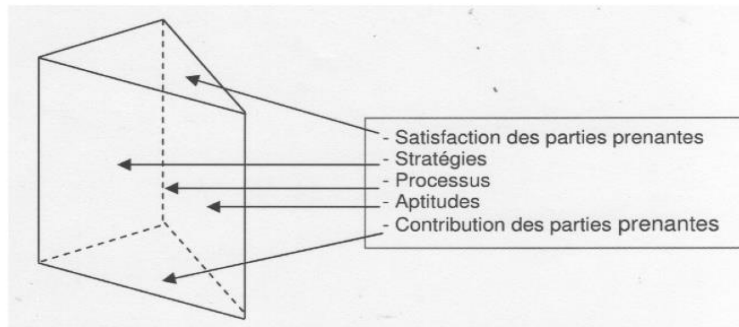 - Satisfaction des parties prenantes
- Stratégies
- Processus
- Aptitudes
- Contribution des parties prenantes